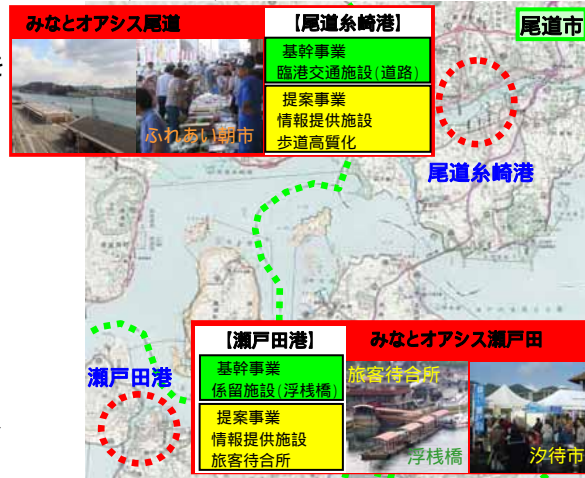 みなとオアシス尾道
【尾道糸崎港】
基幹事業
臨港交通施設(道路)
提案事業
情報提供施設
歩道高質化
ふれあい朝市
尾道市
尾道糸崎港
瀬戸田港
【瀬戸田港】
基幹事業
係留施設(浮桟橋)
提案事業
情報提供施設
旅客待合所
みなとオアシス瀬戸田
旅客待合所
浮桟橋
汐待市